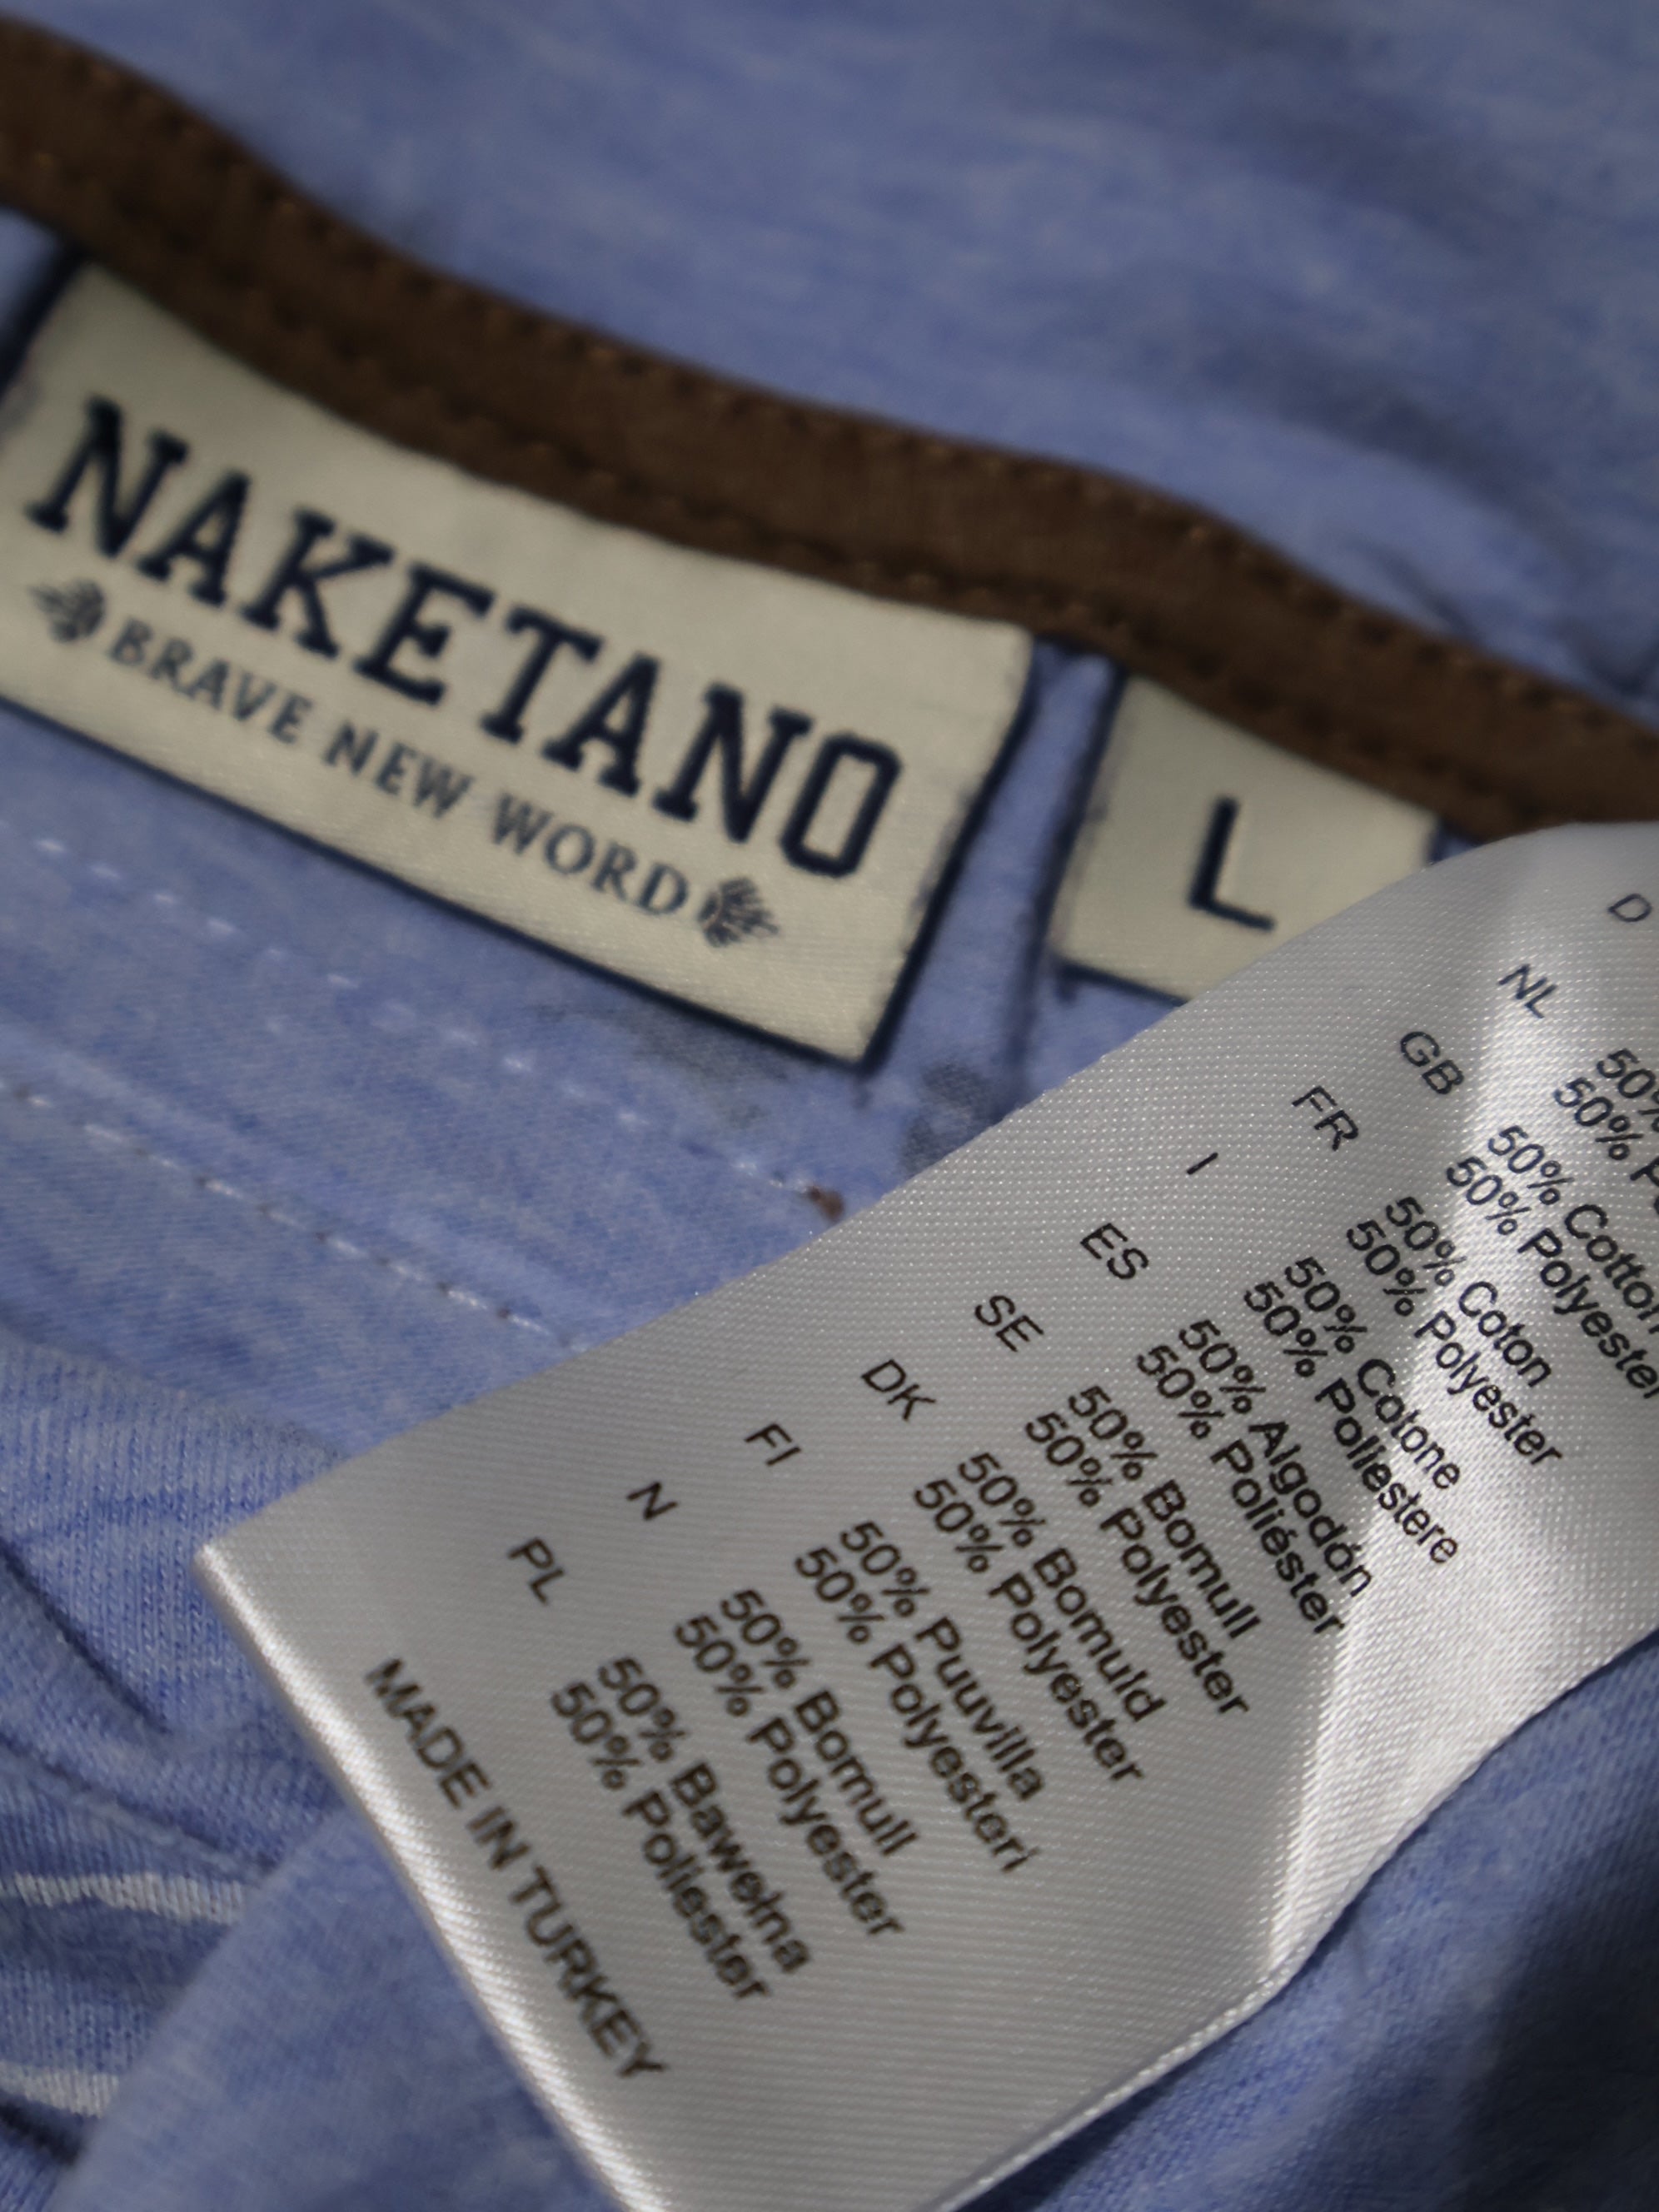 NAKETANO
BRAVE NEW WORD
L
D
NL
50%
50% P
GB
50% Cotton
50% Polyester
FR
50% Coton
50% Polyester
I
50% Cotone
50% Poliestere
ES
50% Algodón
50% Poliéster
SE
50% Bomull
50% Polyester
DK
50% Bomuld
50% Polyester
FI
50% Puuvilla
50% Polyesteri
N
50% Bomull
50% Polyester
PL
50% Bawełna
50% Poliester
MADE IN TURKEY